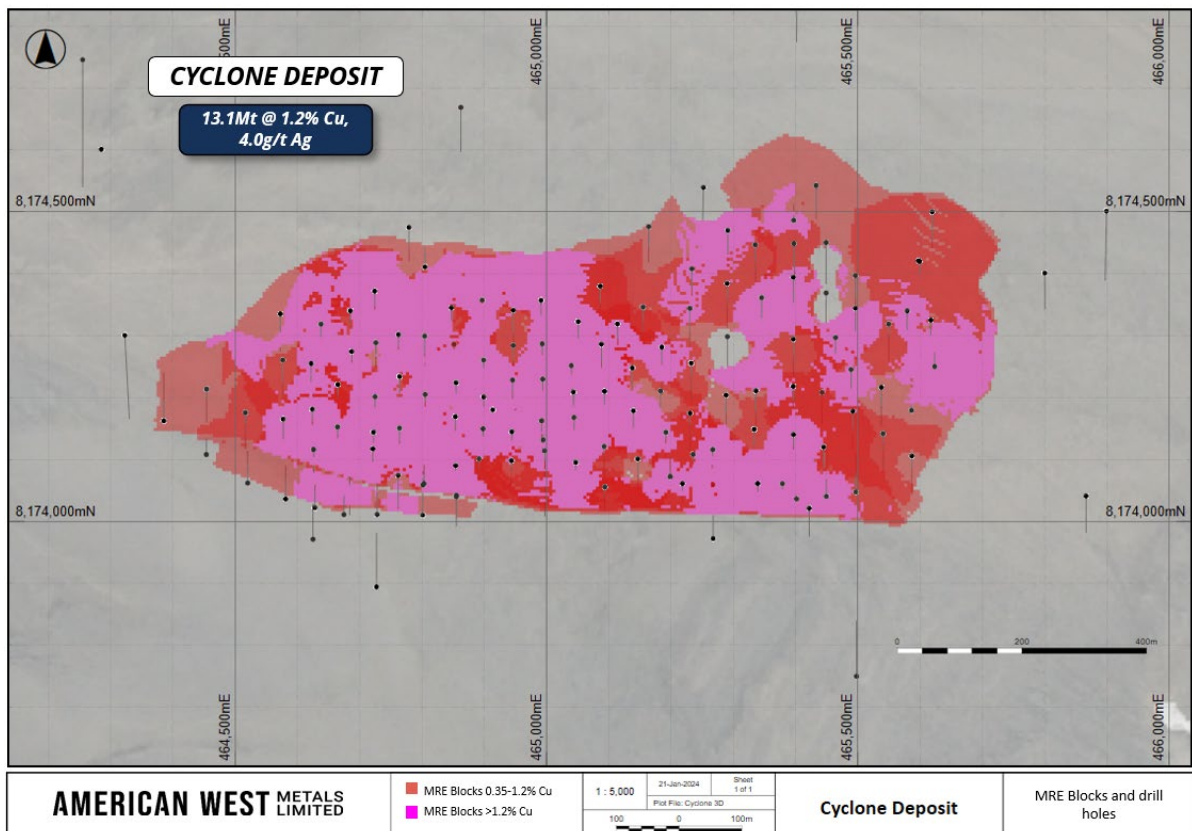 CYCLONE DEPOSIT
13.1Mt @ 1.2% Cu,
4.0g/t Ag
500mE
465,000mE
465,500mE
466,000mE
8,174,500mN
8,174,500mN
8,174,000mN
8,174,000mN
0
200
400m
464,500mE
465,000mE
465,500mE
466,000mE
AMERICAN WEST METALS LIMITED
MRE Blocks 0.35-1.2% Cu
MRE Blocks >1.2% Cu
1 : 5,000
21-Jan-2024
Sheet
1 of 1
Plot File: Cyclone 3D
100
0
100m
Cyclone Deposit
MRE Blocks and drill
holes